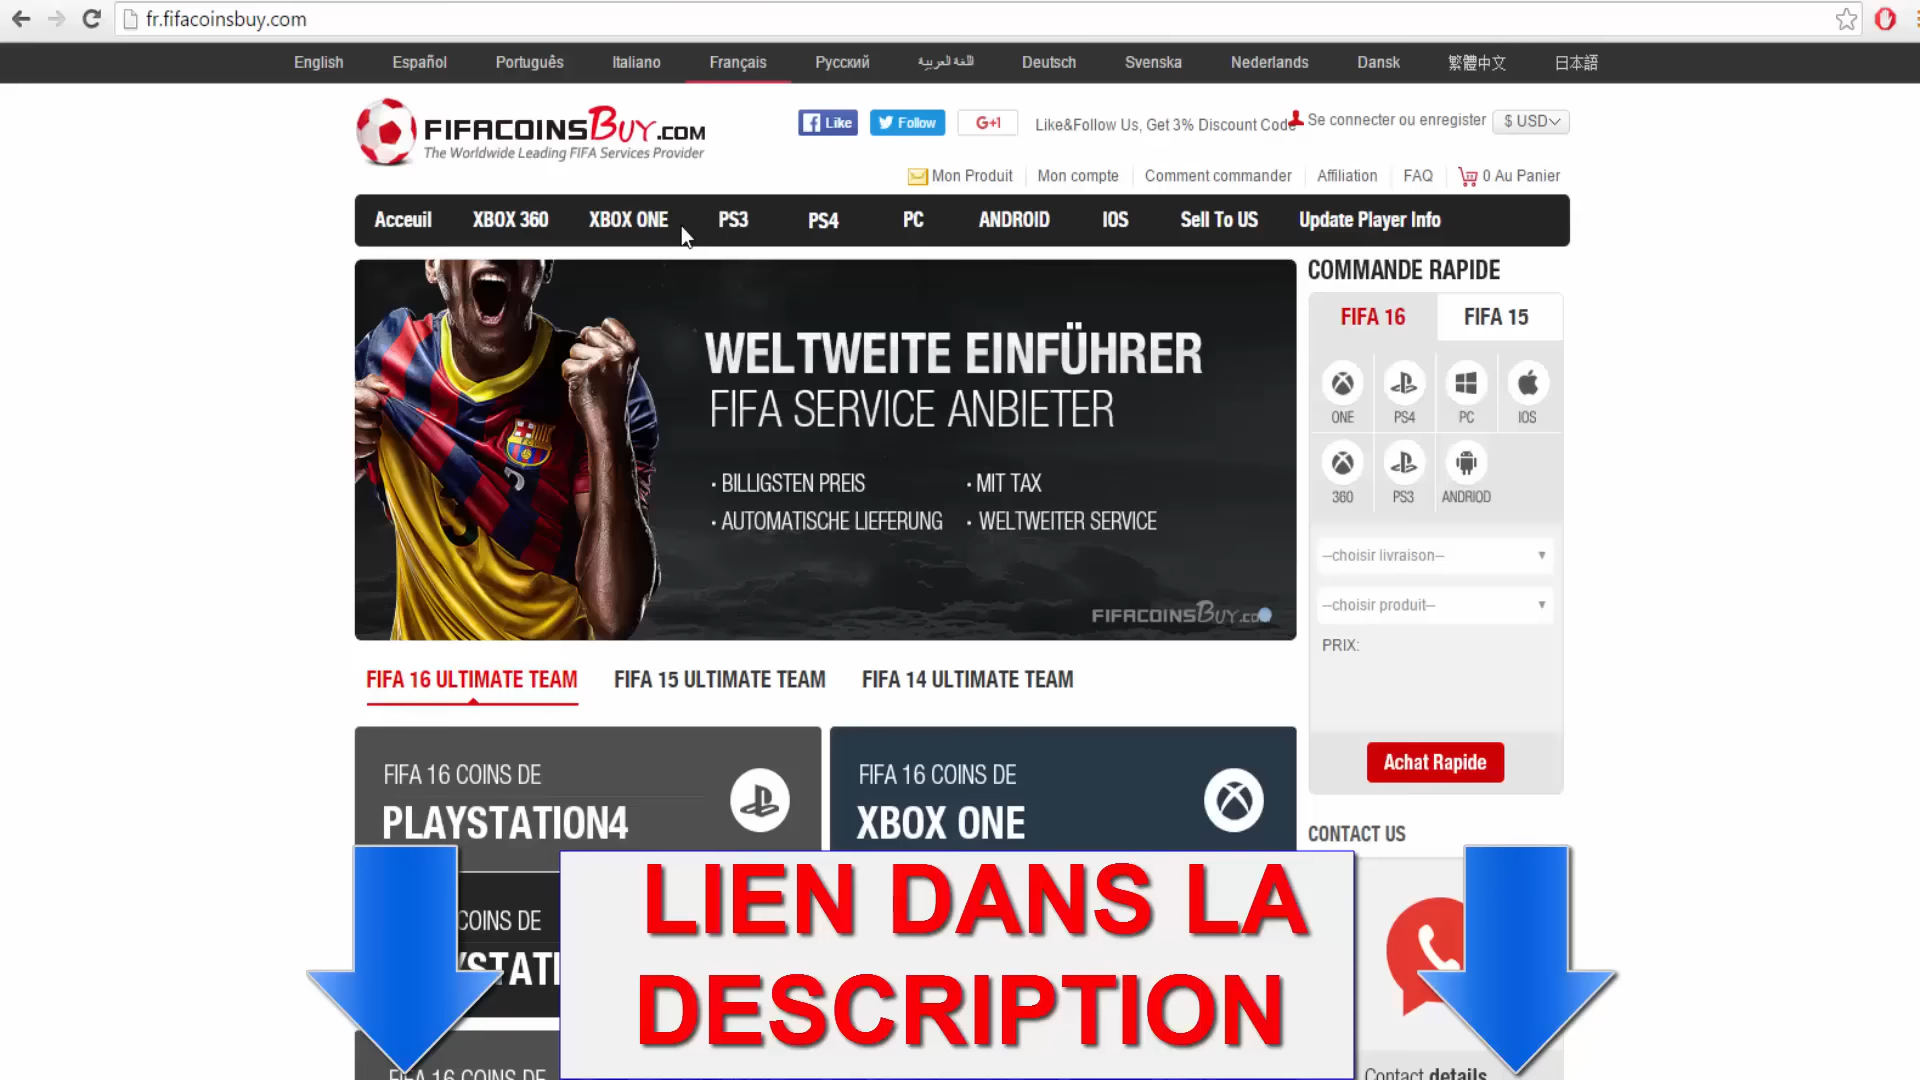 fr.fifacoinsbuy.com
English Español Português Italiano Français Русский اللغة العربية Deutsch Svenska Nederlands Dansk 繁體中文 日本語
FIFACOINSBUY.COM
The Worldwide Leading FIFA Services Provider
Like Follow G+1 Like&Follow Us, Get 3% Discount Code Se connecter ou enregister $ USD
Mon Produit Mon compte Comment commander Affiliation FAQ 0 Au Panier
Acceuil XBOX 360 XBOX ONE PS3 PS4 PC ANDROID IOS Sell To US Update Player Info
WELTWEITE EINFÜHRER
FIFA SERVICE ANBIETER
· BILLIGSTEN PREIS · MIT TAX
· AUTOMATISCHE LIEFERUNG · WELTWEITER SERVICE
FIFACOINSBUY.CO
COMMANDE RAPIDE
FIFA 16 FIFA 15
ONE PS4 PC IOS
360 PS3 ANDRIOD
--choisir livraison--
--choisir produit--
PRIX:
Achat Rapide
FIFA 16 ULTIMATE TEAM FIFA 15 ULTIMATE TEAM FIFA 14 ULTIMATE TEAM
FIFA 16 COINS DE
PLAYSTATION4
FIFA 16 COINS DE
XBOX ONE
CONTACT US
COINS DE
STATI
LIEN DANS LA
DESCRIPTION
FIFA 16 COINS DE
Contact details